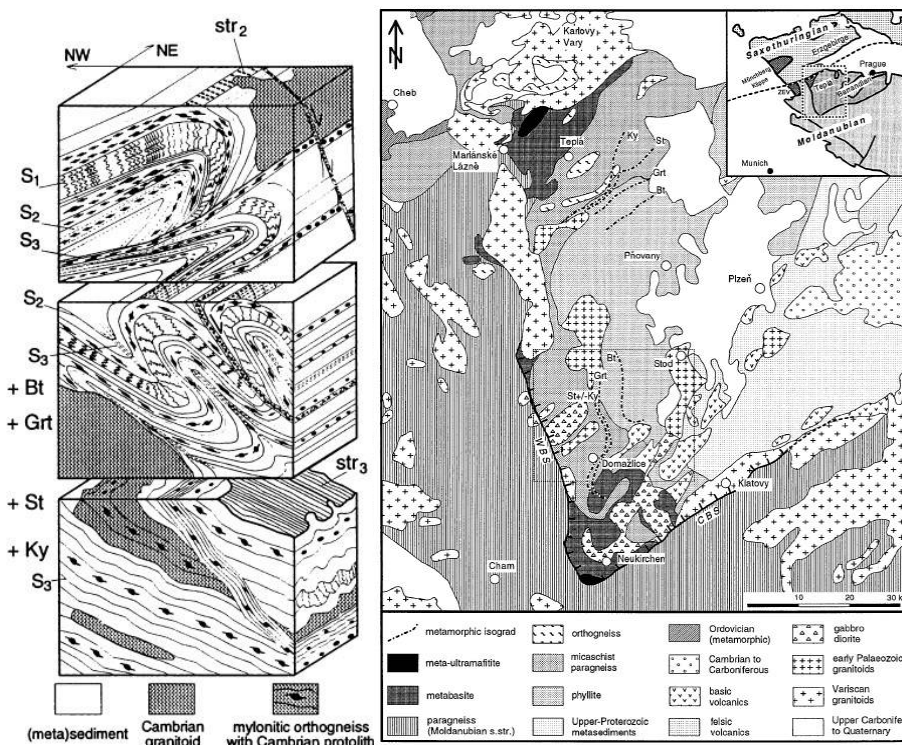 str2
NW
NE
S1
S2
S3
S2
S3
+ Bt
+ Grt
str3
+ St
+ Ky
S3
(meta)sediment
Cambrian
granitoid
mylonitic orthogneiss
with Cambrian protolith
N
Karlovy
Vary
Cheb
Mariánské
Lázně
Teplá
Ky
St
Grt
Bt
Pňovany
Plzeň
Bt
Stod
Grt
St+/-Ky
WBS
Domažlice
Klatovy
CBS
Neukirchen
Cham
10 20 30 k
Saxothuringian
Erzgebirge
Prague
Münchberg
Klippe
ZEV
Teplá
Barrandian
Moldanubian
Munich
metamorphic isograd
meta-ultramafitite
metabasite
paragneiss
(Moldanubian s.str.)
orthogneiss
micaschist
paragneiss
phyllite
Upper-Proterozoic
metasediments
Ordovician
(metamorphic)
Cambrian to
Carboniferous
basic
volcanics
felsic
volcanics
gabbro
diorite
early Palaeozoic
granitoids
Variscan
granitoids
Upper Carbonife
to Quaternary